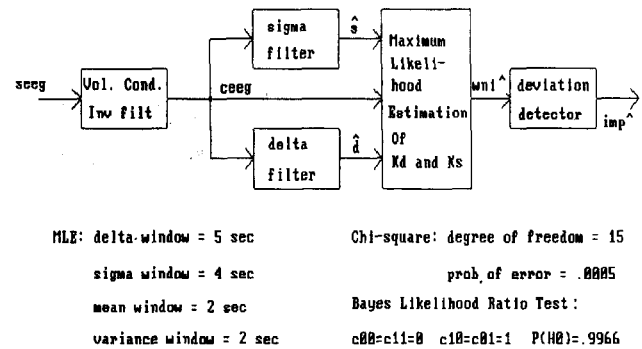 sigma
filter
ŝ
Maximum
Likeli-
hood
Estimation
Of
Kd and Ks
sceg
Vol. Cond.
Inv filt
ceeg
wni^
deviation
detector
imp^
delta
filter
d̂
MLE: delta window = 5 sec
sigma window = 4 sec
mean window = 2 sec
variance window = 2 sec
Chi-square: degree of freedom = 15
prob of error = .0005
Bayes Likelihood Ratio Test :
c00=c11=0 c10=c01=1 P(H0)=.9966